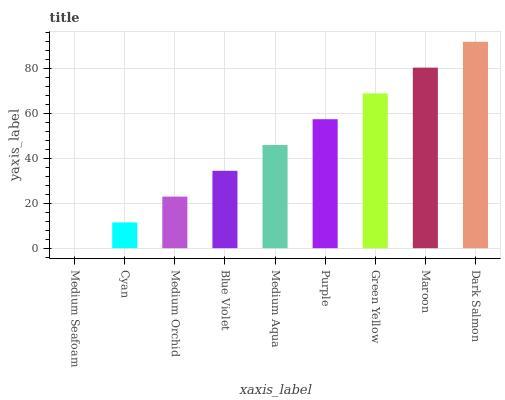 title
yaxis_label
80
60
40
20
0
Medium Seafoam
Cyan
Medium Orchid
Blue Violet
Medium Aqua
Purple
Green Yellow
Maroon
Dark Salmon
xaxis_label